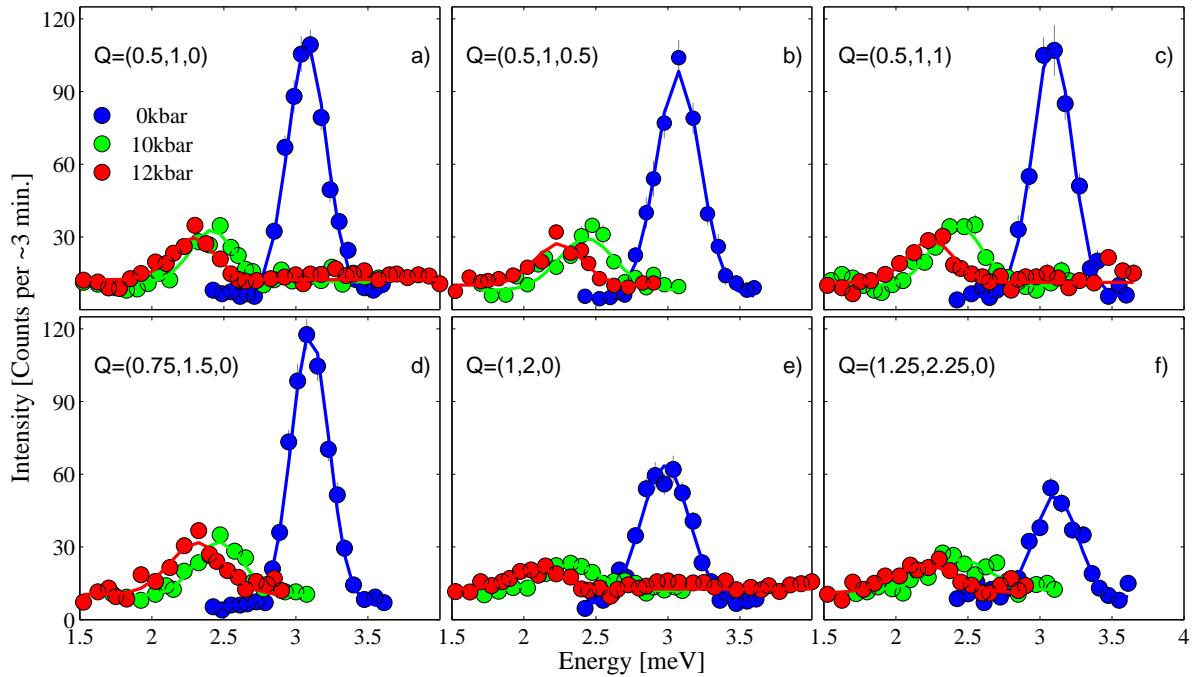 120
90
60
30
Q=(0.5,1,0)
a)
0kbar
10kbar
12kbar
Q=(0.5,1,0.5)
b)
Q=(0.5,1,1)
c)
Intensity [Counts per ~3 min.]
120
90
60
30
0
Q=(0.75,1.5,0)
d)
Q=(1,2,0)
e)
Q=(1.25,2.25,0)
f)
1.5 2 2.5 3 3.5
1.5 2 2.5 3 3.5
1.5 2 2.5 3 3.5 4
Energy [meV]